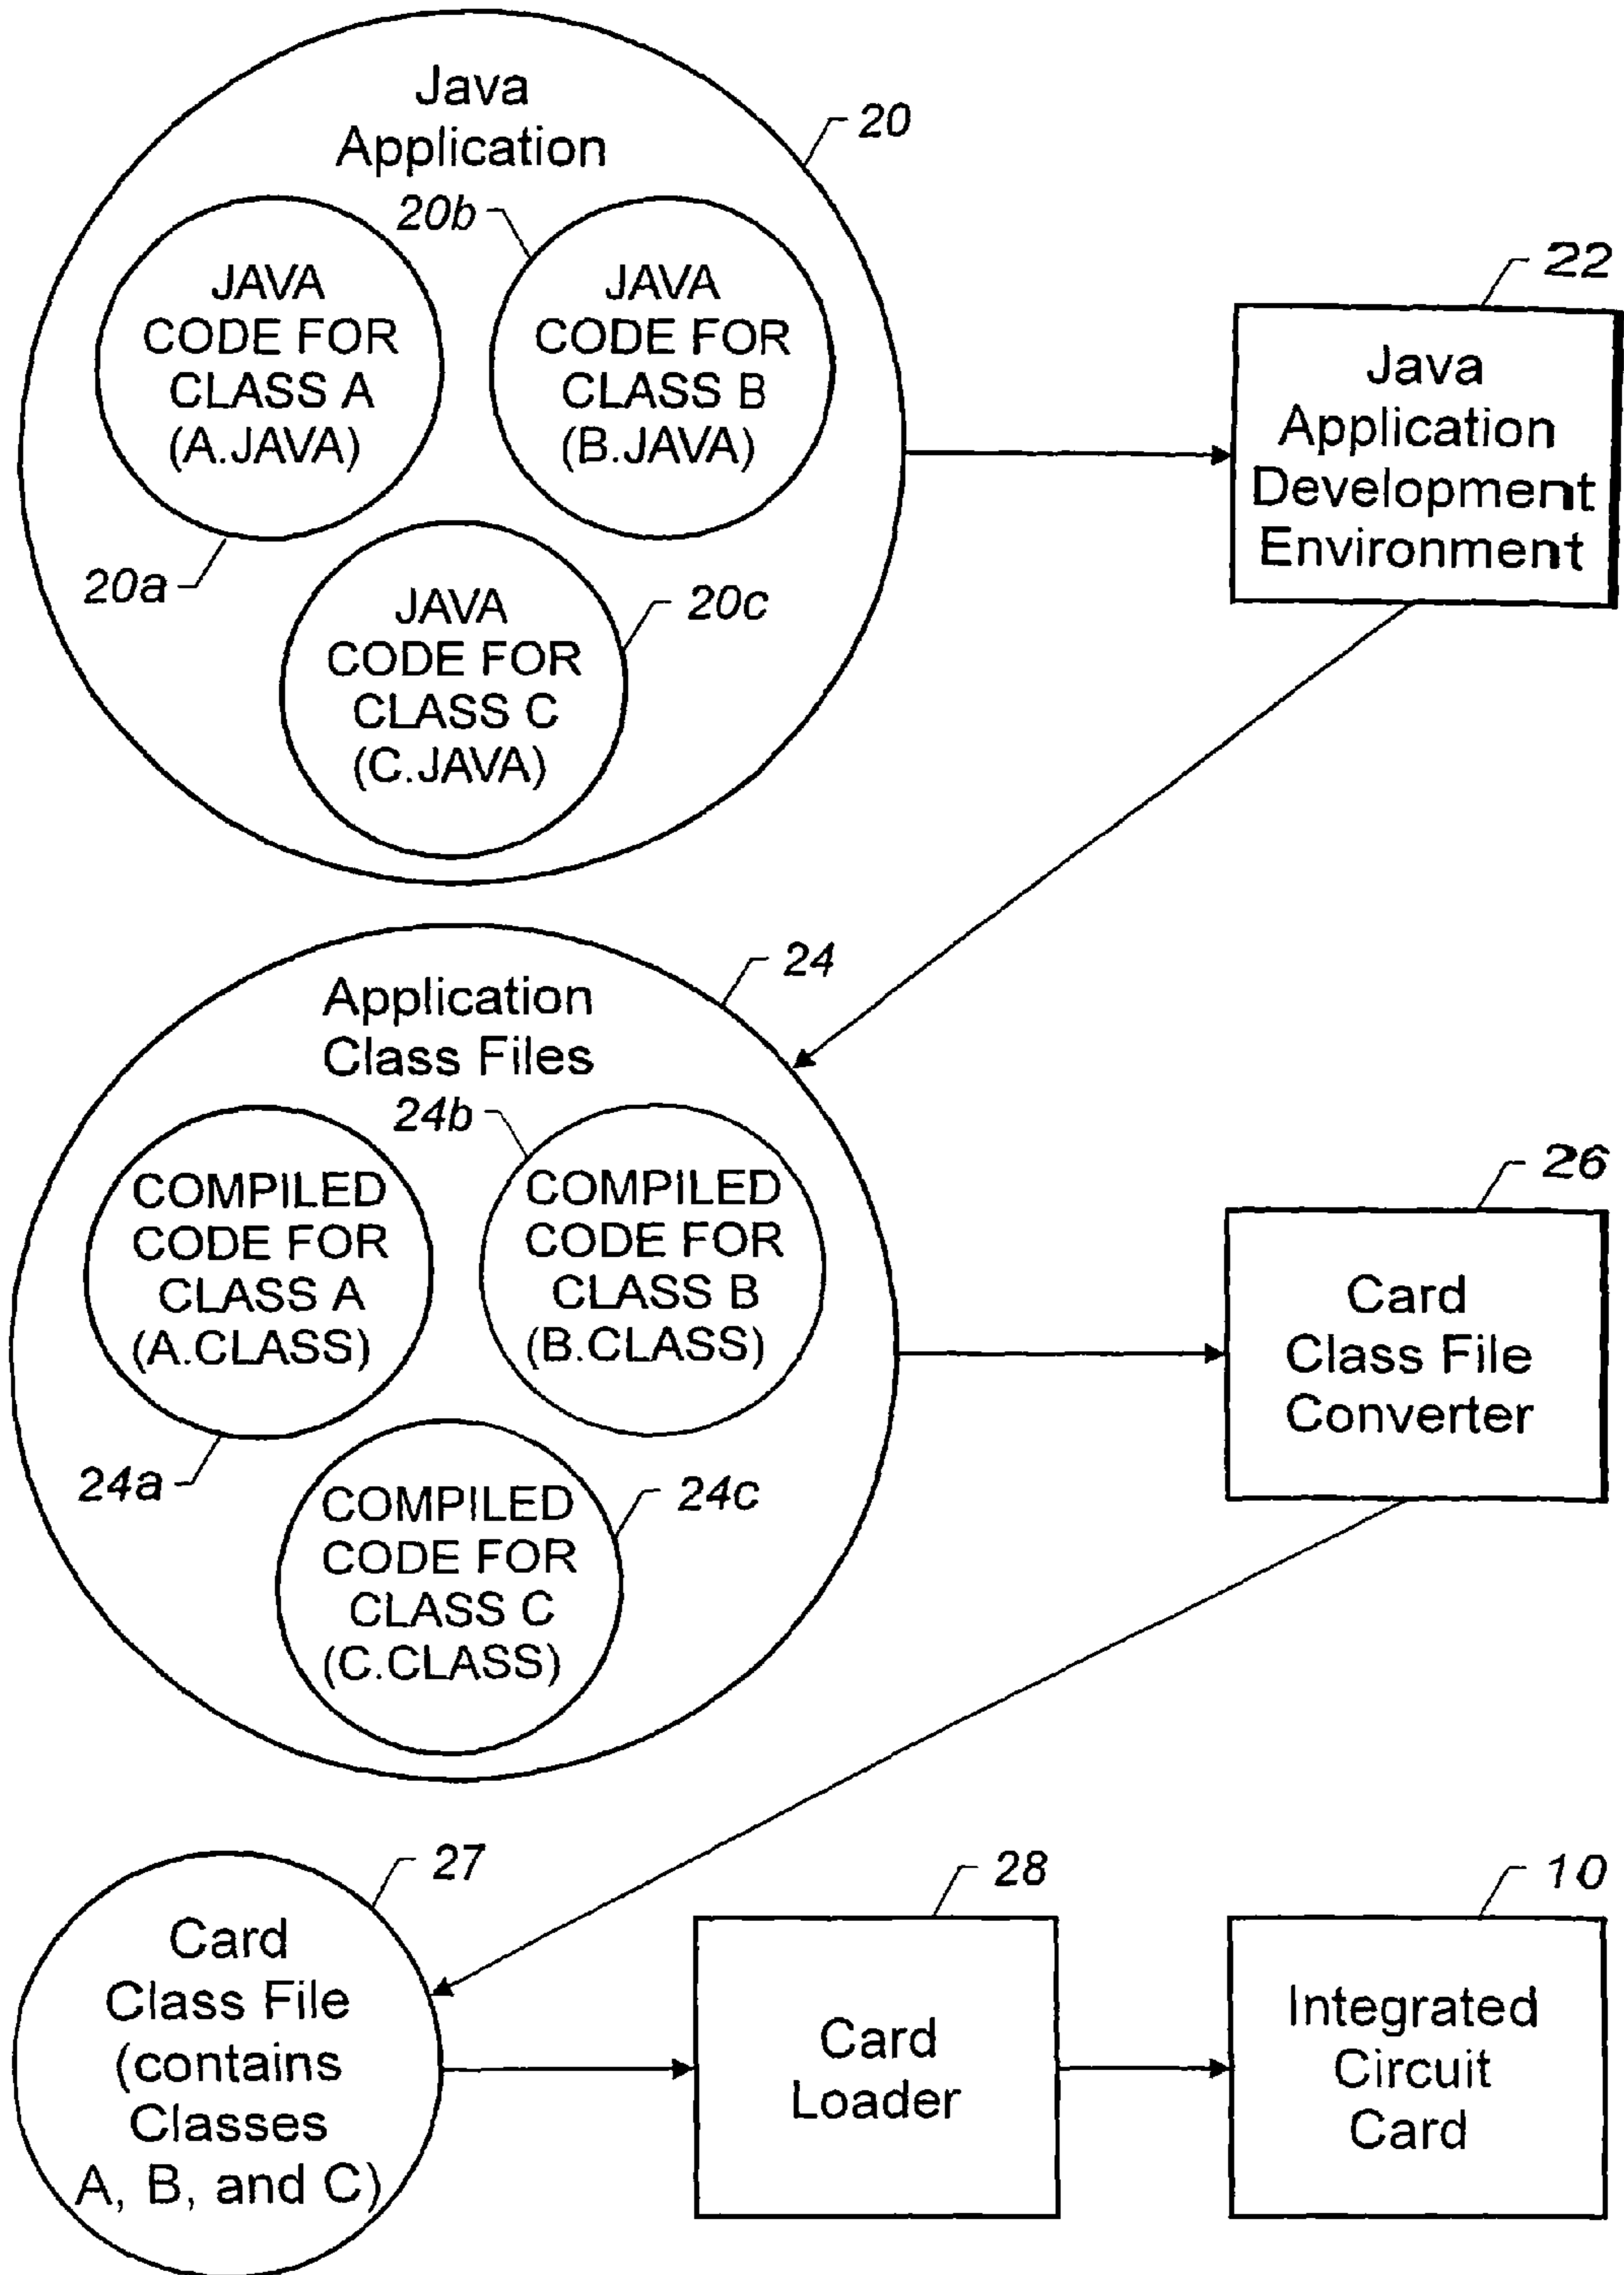 Java
Application
20
20b
JAVA
CODE FOR
CLASS A
(A.JAVA)
JAVA
CODE FOR
CLASS B
(B.JAVA)
20a
JAVA
CODE FOR
CLASS C
(C.JAVA)
20c
22
Java
Application
Development
Environment
Application
Class Files
24
24b
COMPILED
CODE FOR
CLASS A
(A.CLASS)
COMPILED
CODE FOR
CLASS B
(B.CLASS)
24a
COMPILED
CODE FOR
CLASS C
(C.CLASS)
24c
26
Card
Class File
Converter
27
Card
Class File
(contains
Classes
A, B, and C)
28
Card
Loader
10
Integrated
Circuit
Card